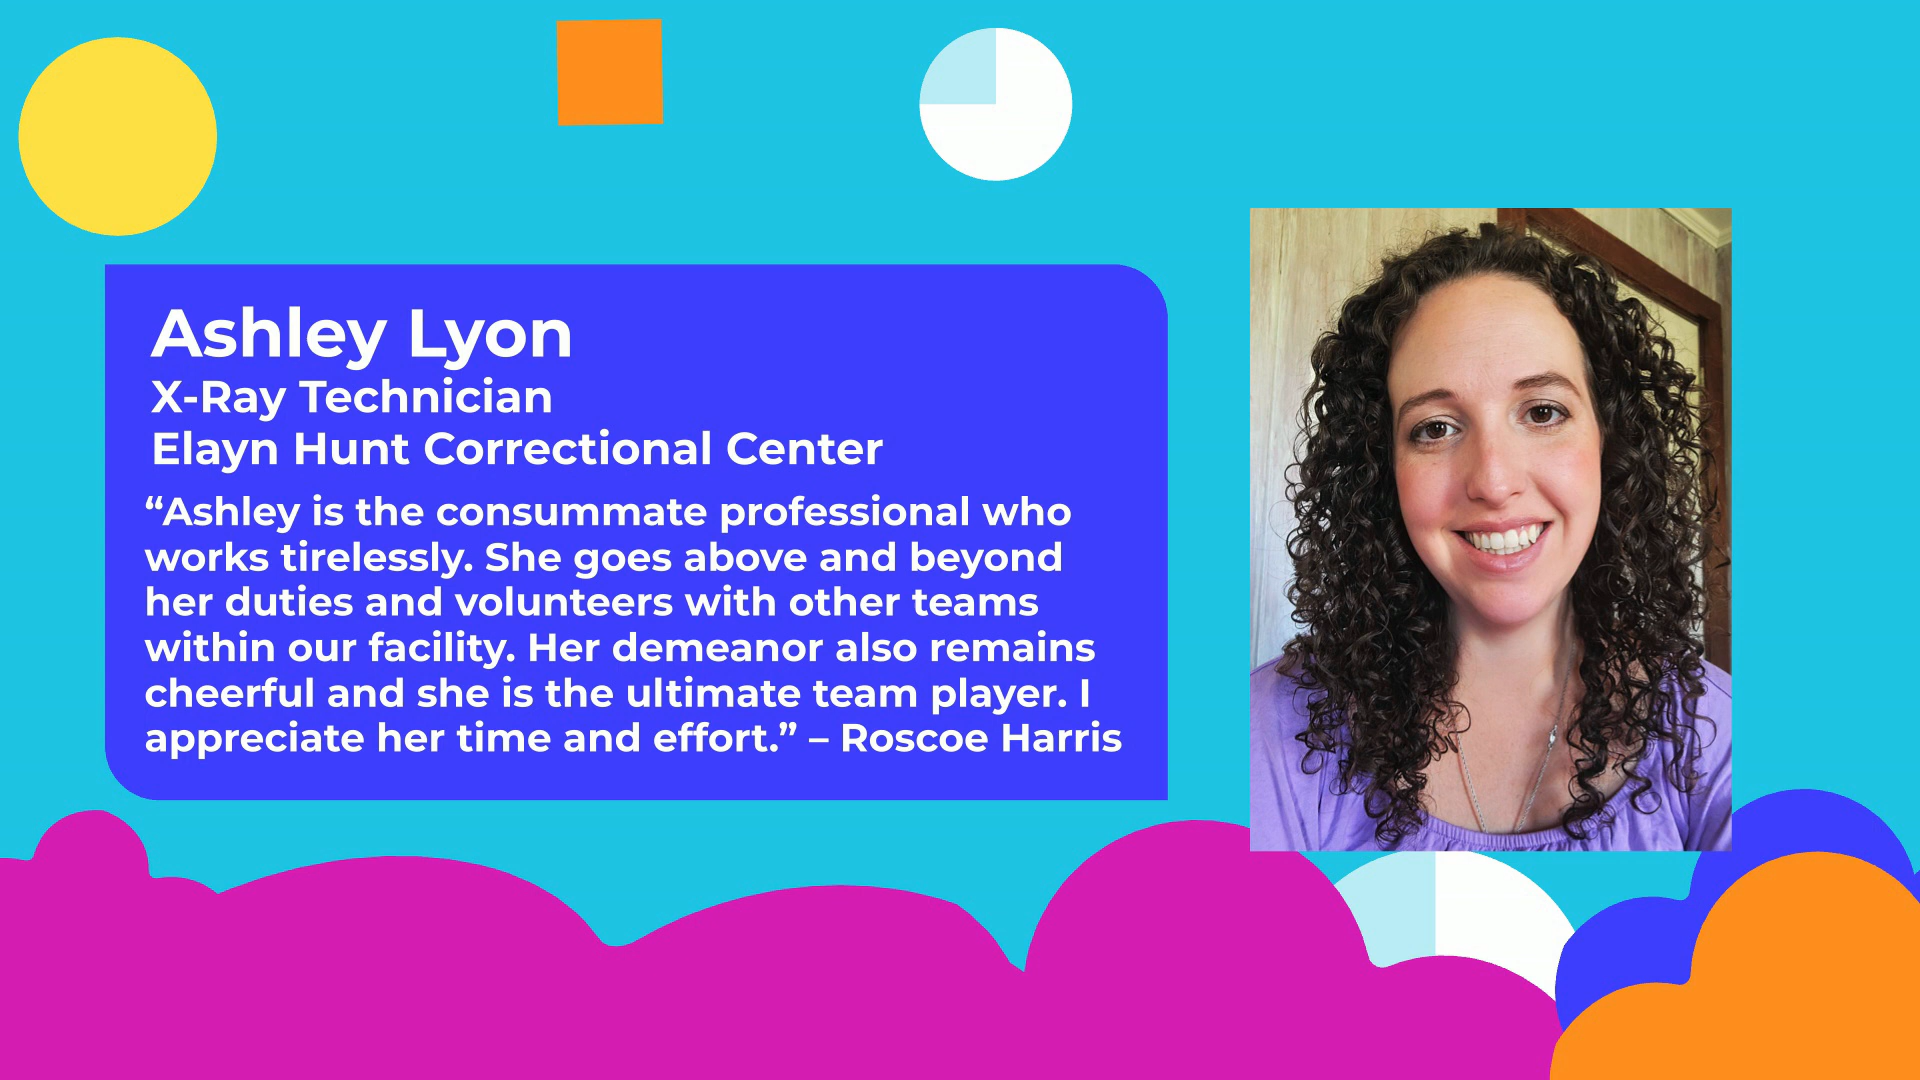 Ashley Lyon
X-Ray Technician
Elayn Hunt Correctional Center
“Ashley is the consummate professional who
works tirelessly. She goes above and beyond
her duties and volunteers with other teams
within our facility. Her demeanor also remains
cheerful and she is the ultimate team player. I
appreciate her time and effort.” – Roscoe Harris